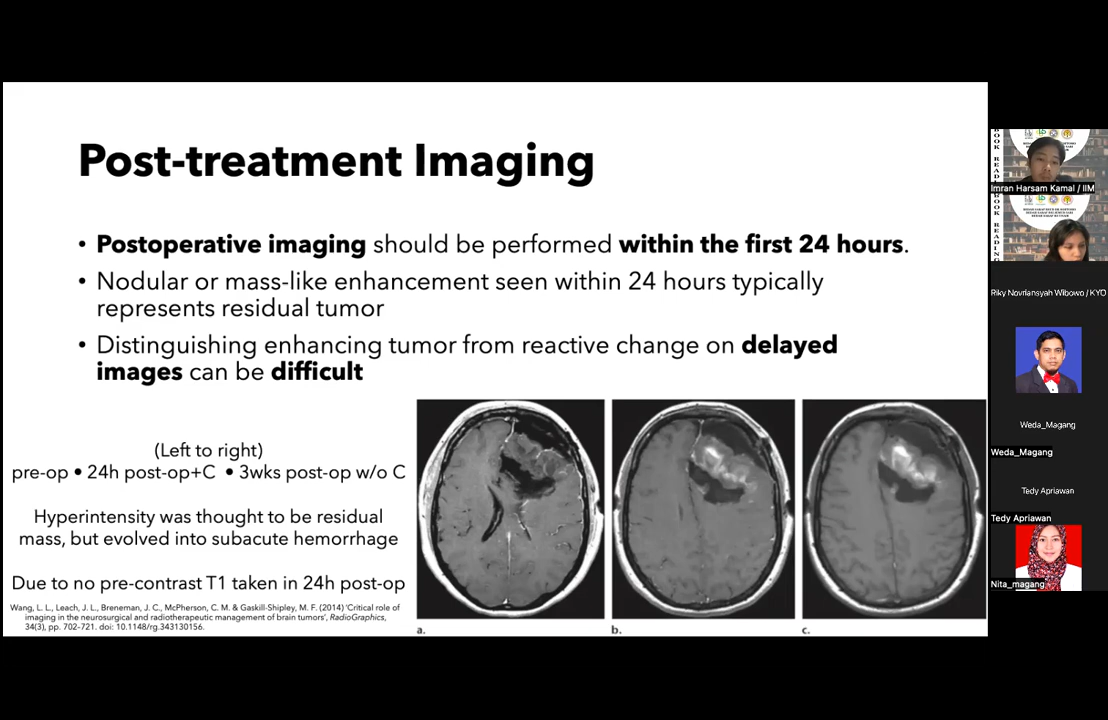 Post-treatment Imaging
• Postoperative imaging should be performed within the first 24 hours.
• Nodular or mass-like enhancement seen within 24 hours typically
represents residual tumor
• Distinguishing enhancing tumor from reactive change on delayed
images can be difficult
(Left to right)
pre-op • 24h post-op+C • 3wks post-op w/o C
Hyperintensity was thought to be residual
mass, but evolved into subacute hemorrhage
Due to no pre-contrast T1 taken in 24h post-op
Wang, L. L., Leach, J. L., Breneman, J. C., McPherson, C. M. & Gaskill-Shipley, M. F. (2014) 'Critical role of
imaging in the neurosurgical and radiotherapeutic management of brain tumors', RadioGraphics,
34(3), pp. 702-721. doi: 10.1148/rg.343130156.
a.
b.
c.
BOOK READING
Imran Harsam Kamal / IIM
Riky Novriansyah Wibowo / KYO
Weda_Magang
Weda_Magang
Tedy Apriawan
Tedy Apriawan
Nita_magang